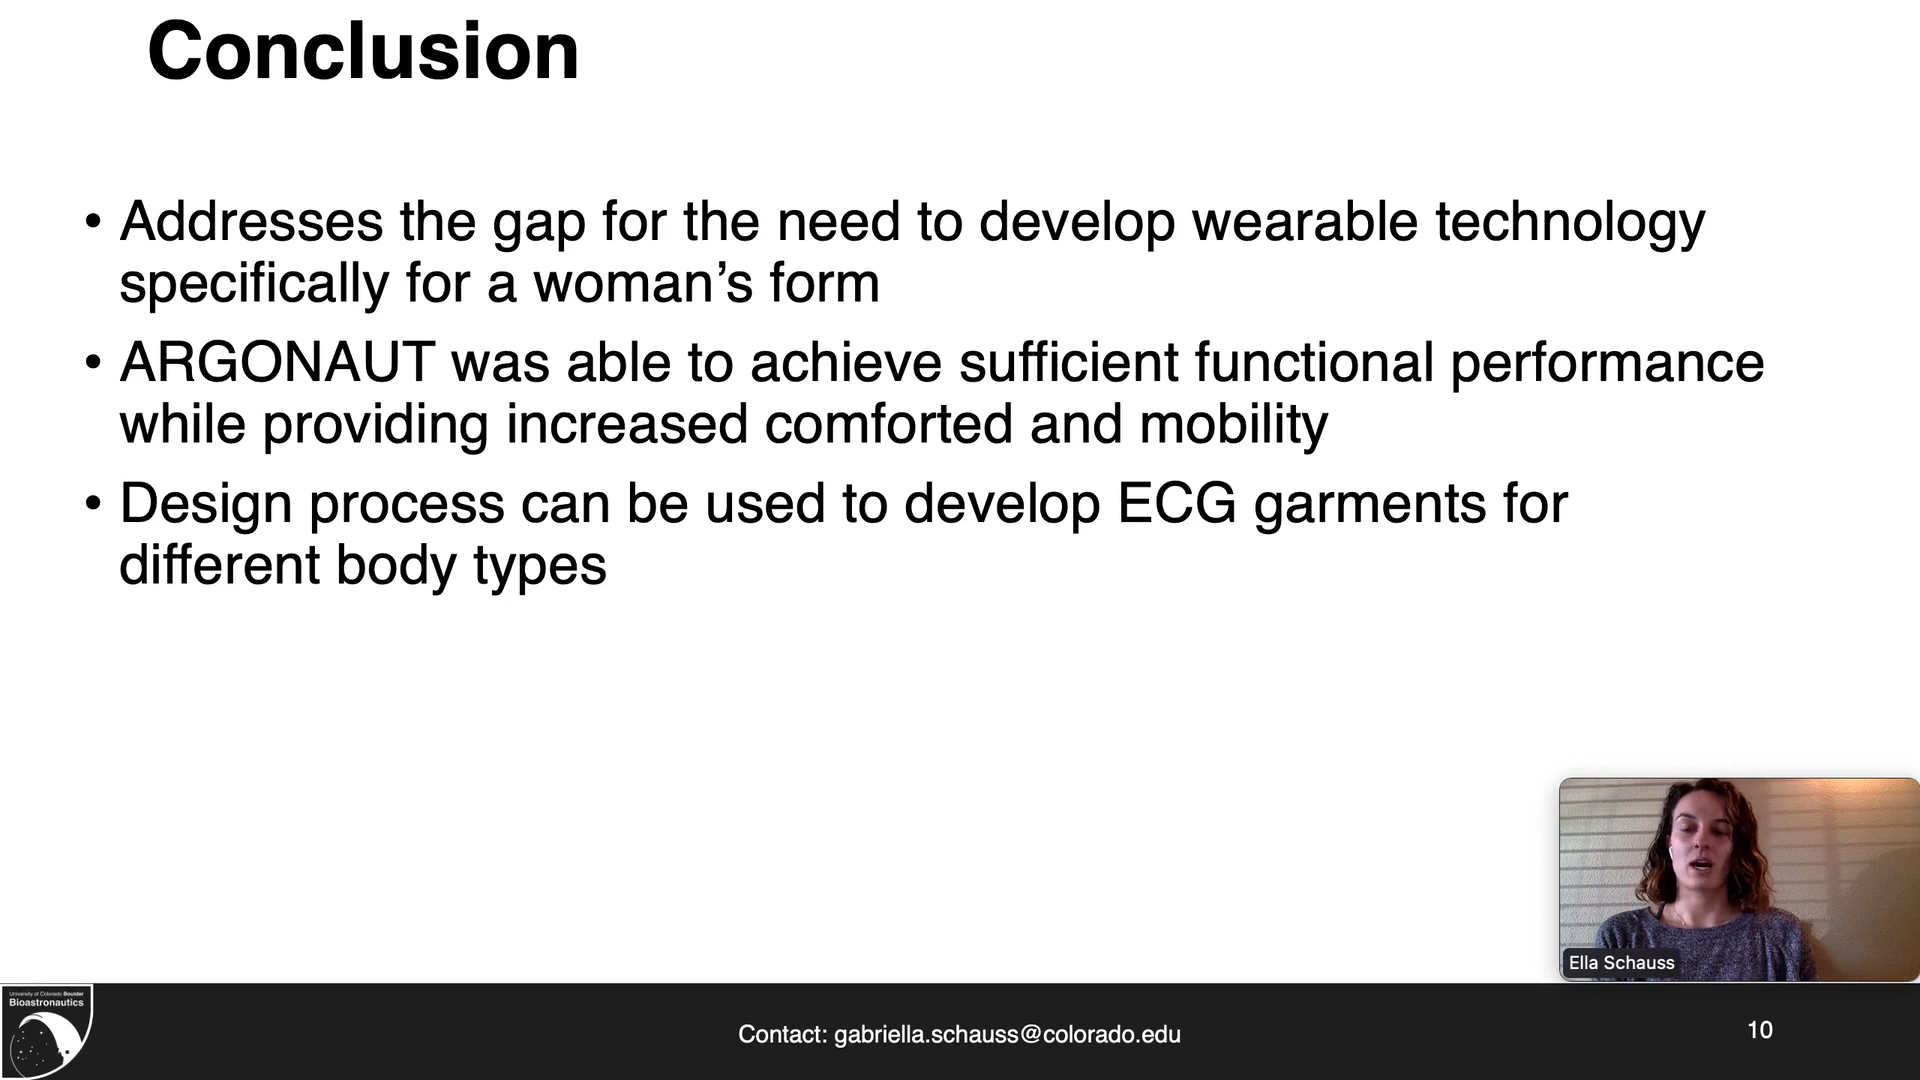 Conclusion
• Addresses the gap for the need to develop wearable technology
specifically for a woman’s form
• ARGONAUT was able to achieve sufficient functional performance
while providing increased comforted and mobility
• Design process can be used to develop ECG garments for
different body types
Ella Schauss
University of Colorado Boulder
Bioastronautics
Contact: gabriella.schauss@colorado.edu
10